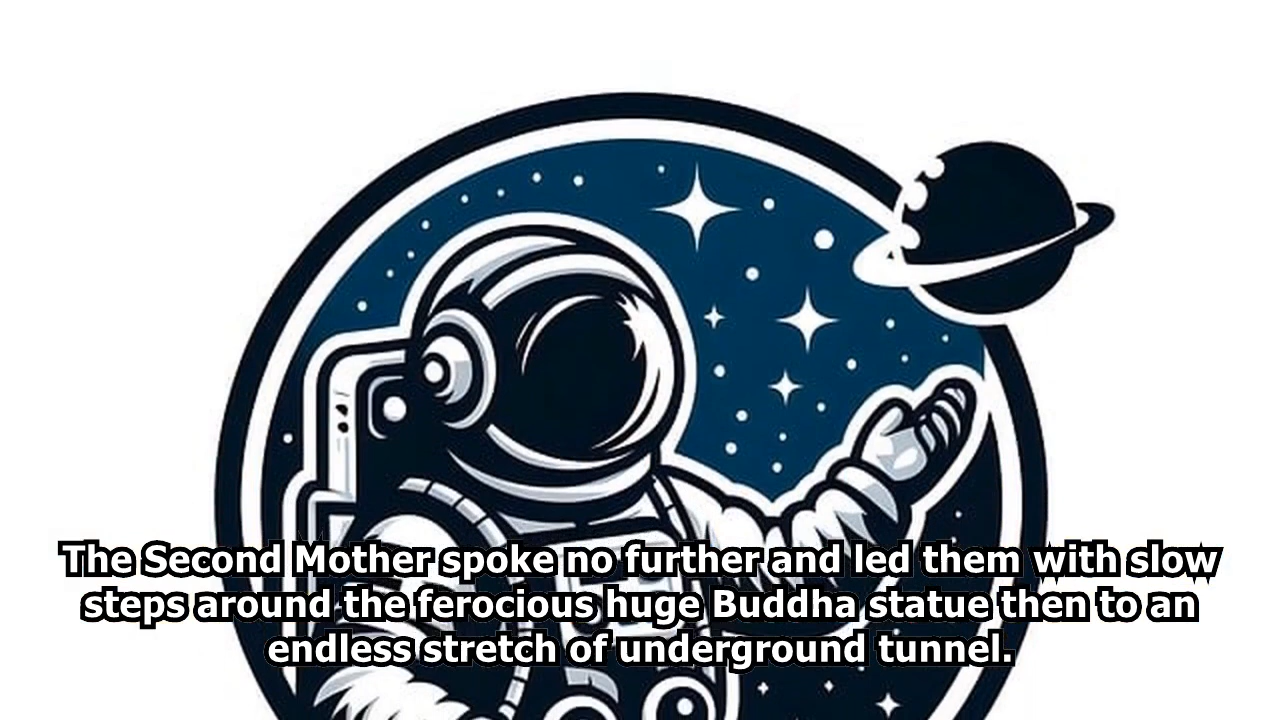 The Second Mother spoke no further and led them with slow
steps around the ferocious huge Buddha statue then to an
endless stretch of underground tunnel.